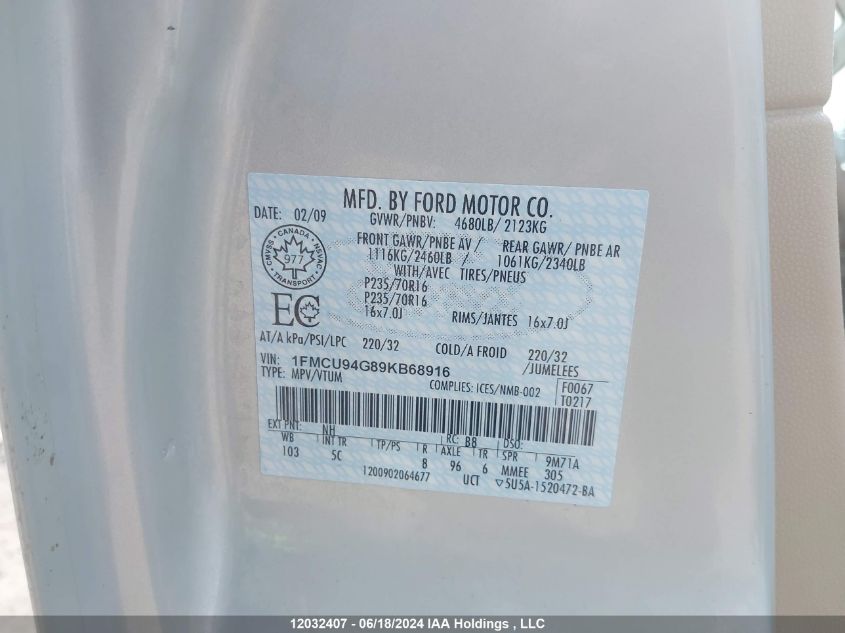 MFD. BY FORD MOTOR CO.
DATE: 02/09
GVWR/PNBV: 4680LB/ 2123KG
FRONT GAWR/PNBE AV / REAR GAWR/ PNBE AR
1116KG/2460LB / 1061KG/2340LB
WITH/AVEC TIRES/PNEUS
CANADA
CMVSS NSVAC
977
TRANSPORT
P235/70R16
P235/70R16
16x7.0J RIMS/JANTES 16x7.0J
EC
AT/A kPa/PSI/LPC 220/32 COLD/A FROID 220/32
VIN: 1FMCU94G89KB68916 /JUMELEES
TYPE: MPV/VTUM COMPLIES: ICES/NMB-002 F0067
T0217
EXT PNT: NH RC: B8 DSO:
WB INT TR TP/PS R AXLE TR SPR 9M71A
103 5C 8 96 6 MMEE 305
1200902064677 UCT ▽5U5A-1520472-BA
12032407 - 06/18/2024 IAA Holdings , LLC